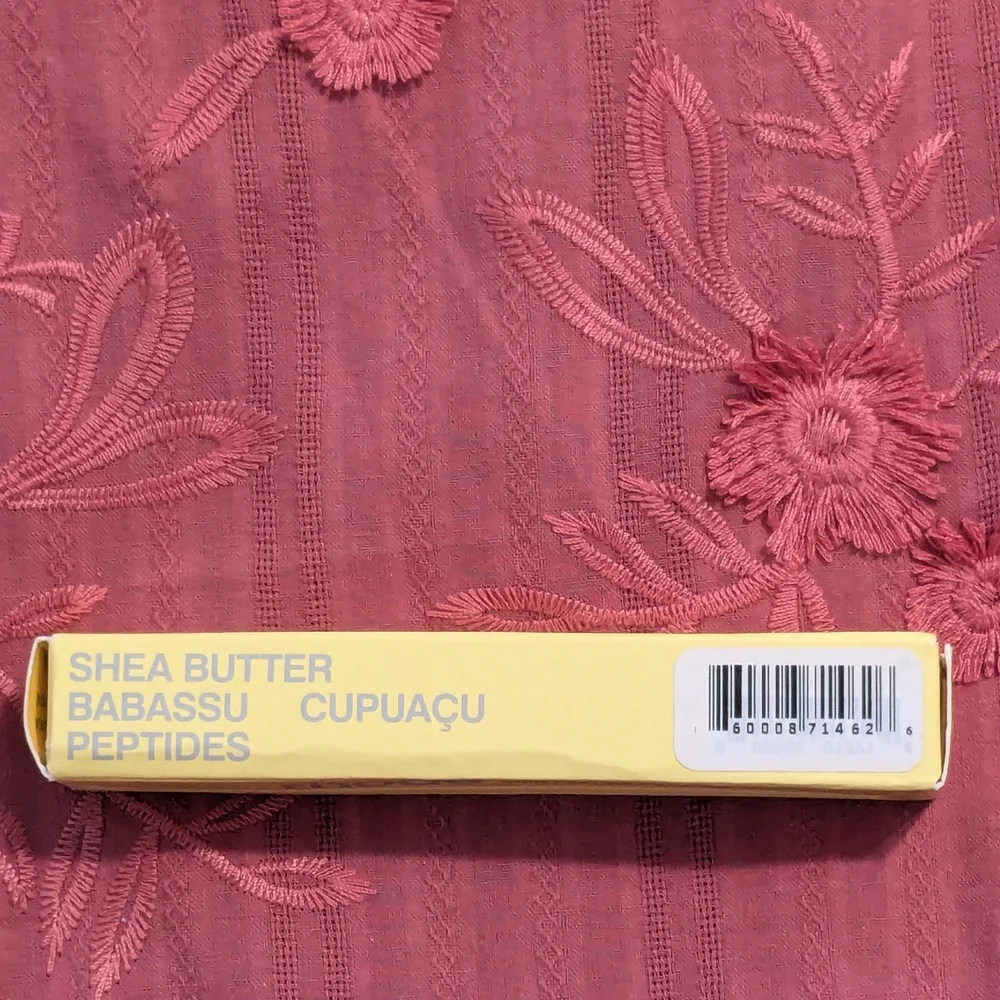 SHEA BUTTER
BABASSU CUPUAÇU
PEPTIDES
60008 71462 6